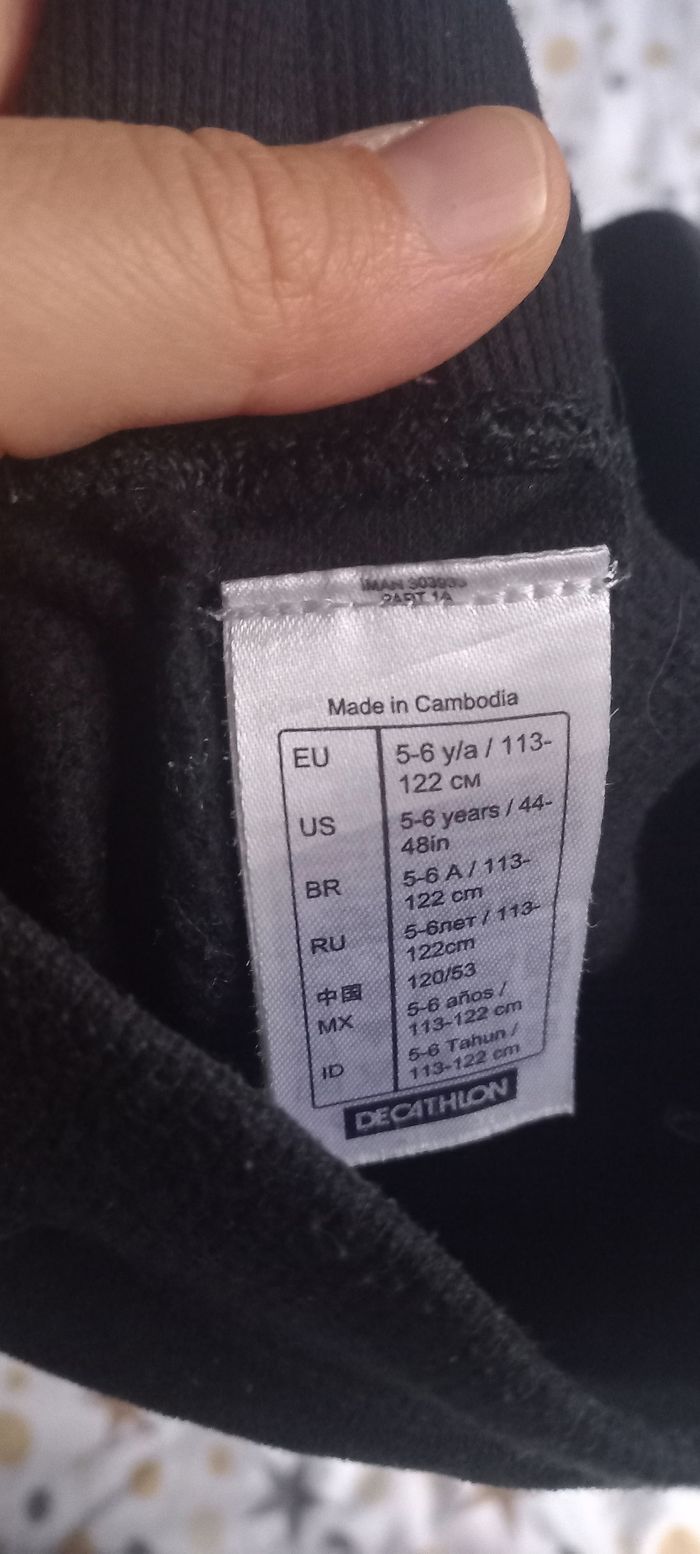 PART 1A
Made in Cambodia
EU 5-6 y/a / 113-
122 CM
US 5-6 years / 44-
48in
BR 5-6 A / 113-
122 cm
RU 5-6лет / 113-
122cm
中国 120/53
MX 5-6 años /
113-122 cm
ID 5-6 Tahun /
113-122 cm
DECATHLON